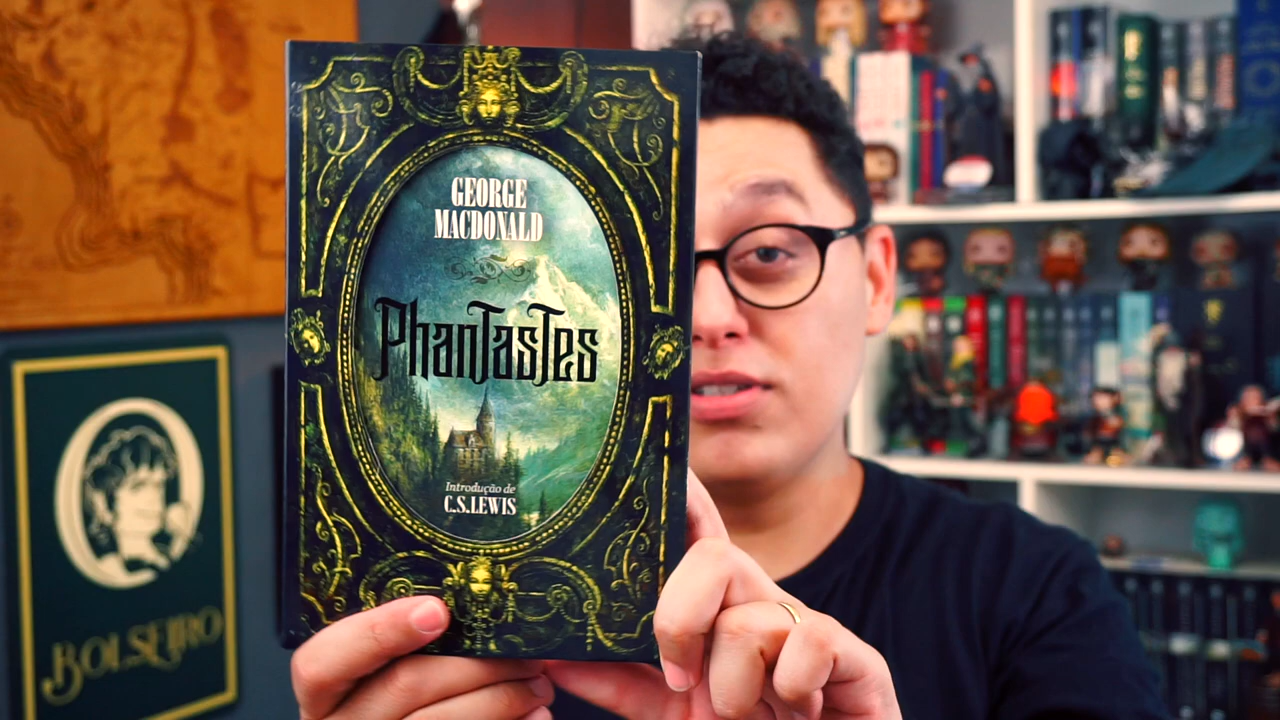 GEORGE
MACDONALD
PhanTasTes
Introdução de
C.S.LEWIS
BOLSEIRO